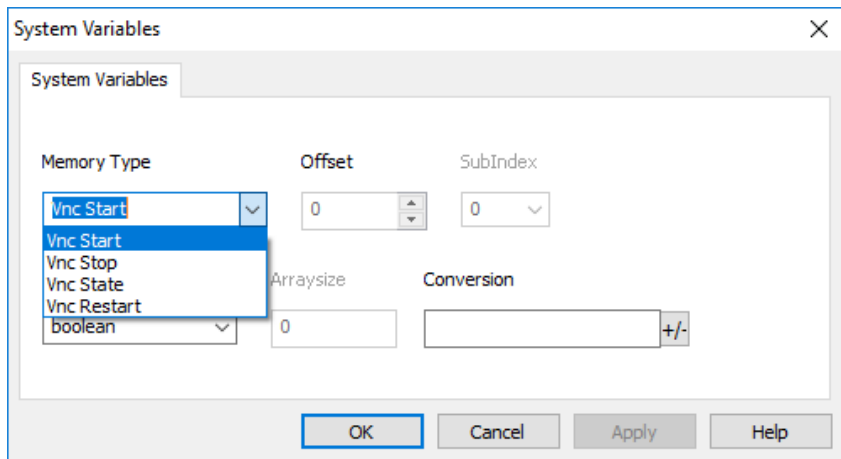 System Variables
System Variables
Memory Type Offset SubIndex
Vnc Start 0 0
Vnc Start
Vnc Stop
Vnc State
Vnc Restart
Arraysize Conversion
boolean 0 +/-
OK Cancel Apply Help